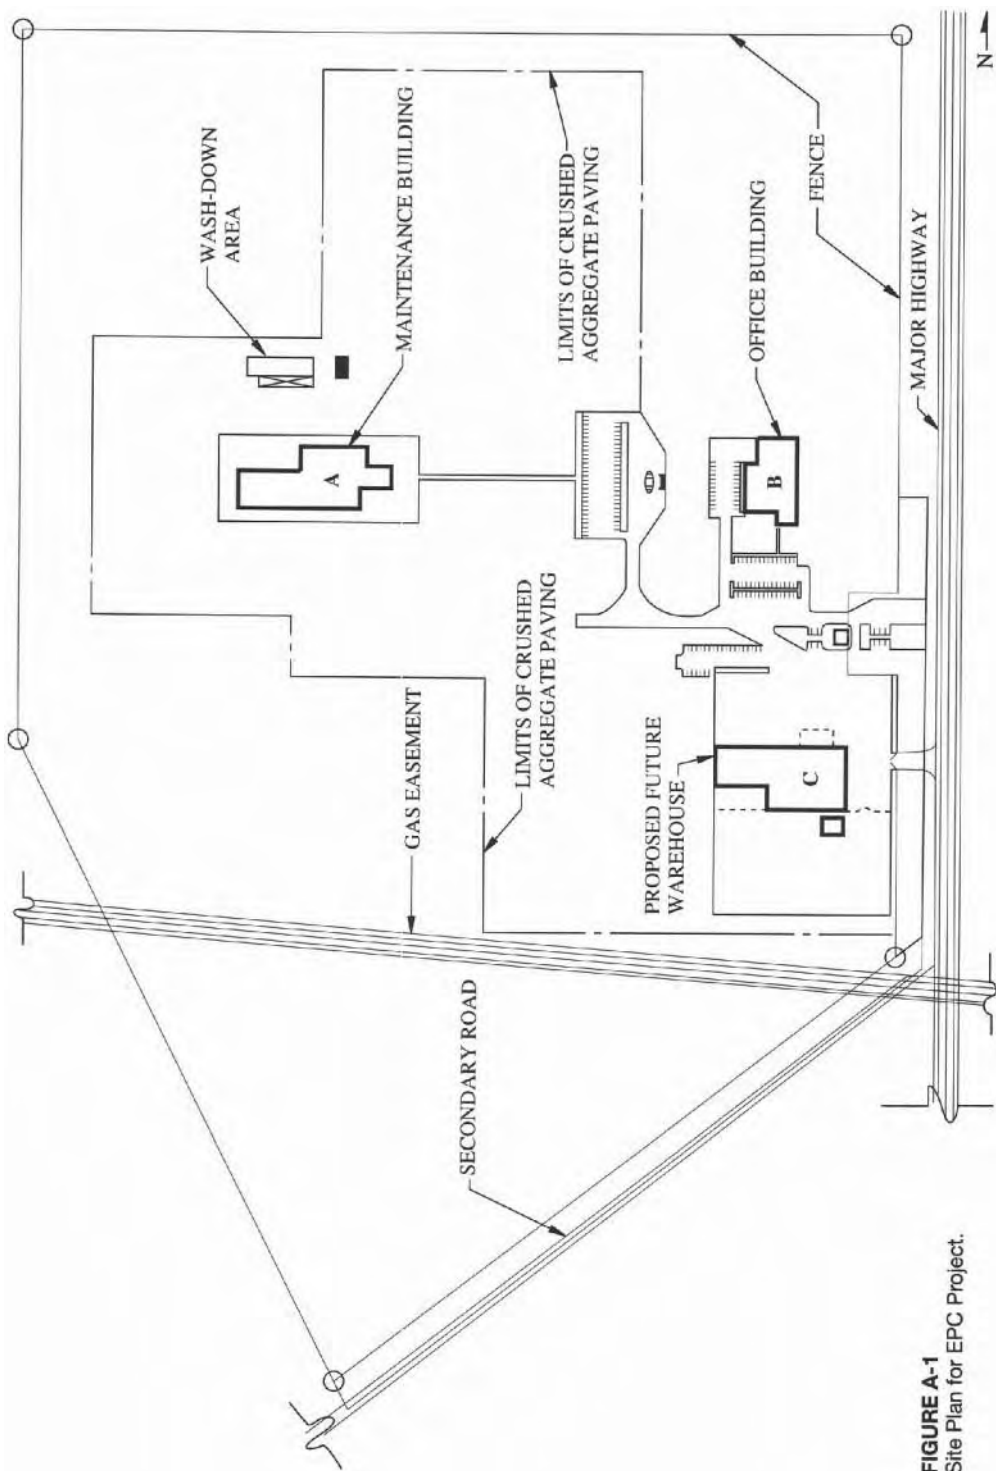 WASH-DOWN
AREA
MAINTENANCE BUILDING
LIMITS OF CRUSHED
AGGREGATE PAVING
OFFICE BUILDING
FENCE
MAJOR HIGHWAY
N
A
B
LIMITS OF CRUSHED
AGGREGATE PAVING
GAS EASEMENT
PROPOSED FUTURE
WAREHOUSE
C
SECONDARY ROAD
FIGURE A-1
Site Plan for EPC Project.